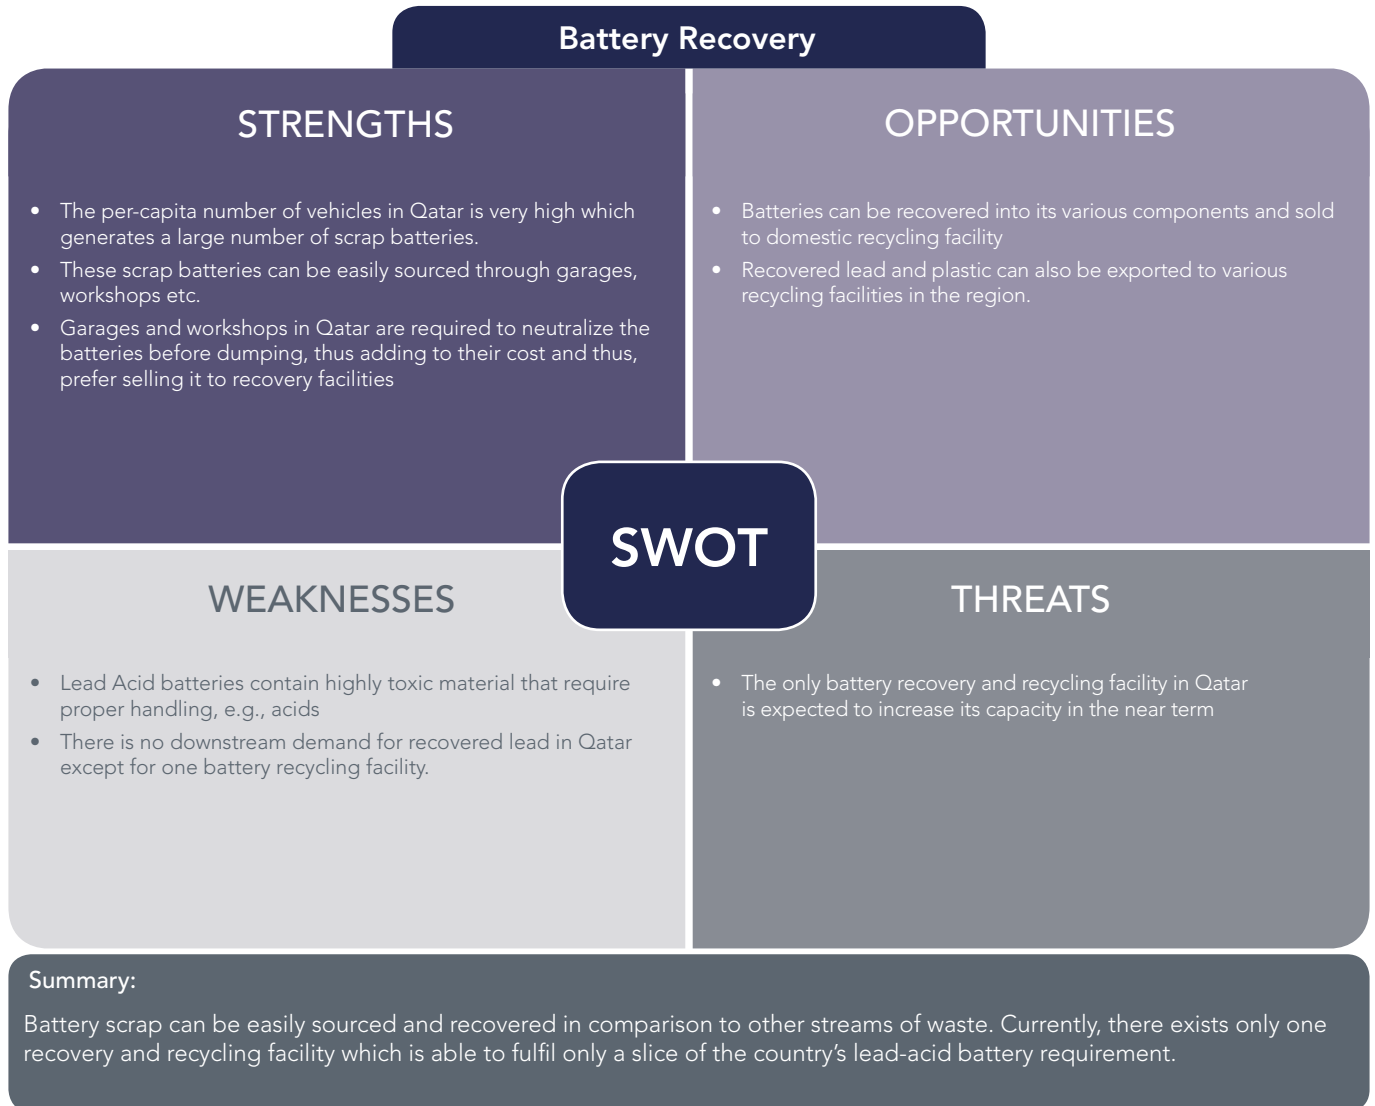 Battery Recovery
STRENGTHS
• The per-capita number of vehicles in Qatar is very high which
generates a large number of scrap batteries.
• These scrap batteries can be easily sourced through garages,
workshops etc.
• Garages and workshops in Qatar are required to neutralize the
batteries before dumping, thus adding to their cost and thus,
prefer selling it to recovery facilities
OPPORTUNITIES
• Batteries can be recovered into its various components and sold
to domestic recycling facility
• Recovered lead and plastic can also be exported to various
recycling facilities in the region.
SWOT
WEAKNESSES
• Lead Acid batteries contain highly toxic material that require
proper handling, e.g., acids
• There is no downstream demand for recovered lead in Qatar
except for one battery recycling facility.
THREATS
• The only battery recovery and recycling facility in Qatar
is expected to increase its capacity in the near term
Summary:
Battery scrap can be easily sourced and recovered in comparison to other streams of waste. Currently, there exists only one
recovery and recycling facility which is able to fulfil only a slice of the country’s lead-acid battery requirement.